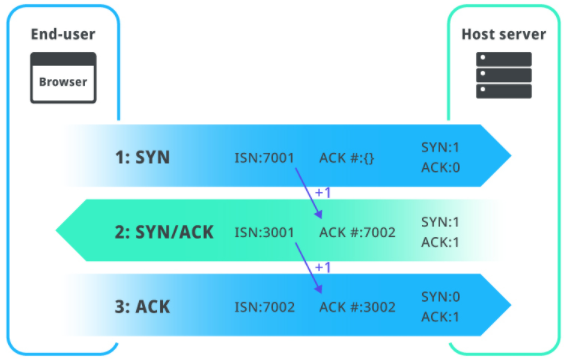 End-user
Host server
Browser
1: SYN ISN:7001 ACK #:{} SYN:1
ACK:0
+1
2: SYN/ACK ISN:3001 ACK #:7002 SYN:1
ACK:1
+1
3: ACK ISN:7002 ACK #:3002 SYN:0
ACK:1